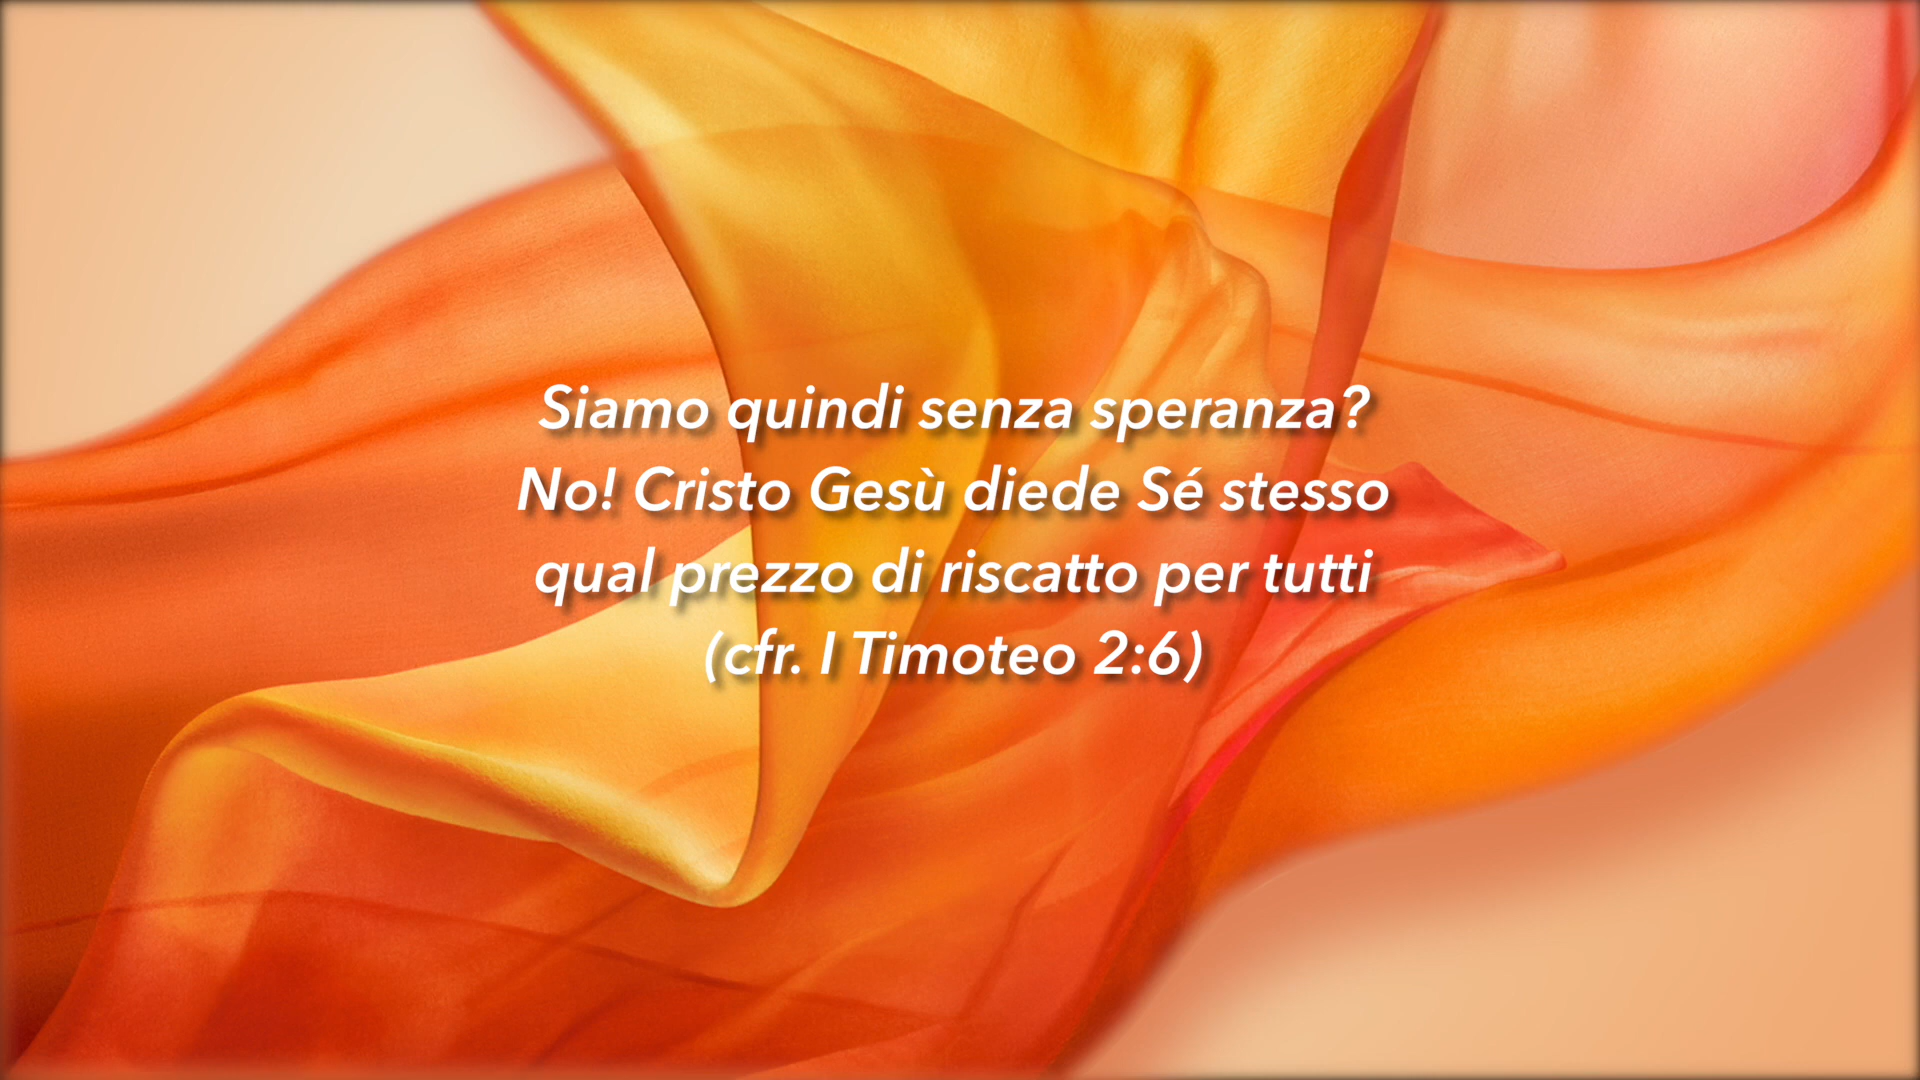 Siamo quindi senza speranza?
No! Cristo Gesù diede Sé stesso
qual prezzo di riscatto per tutti
(cfr. I Timoteo 2:6)